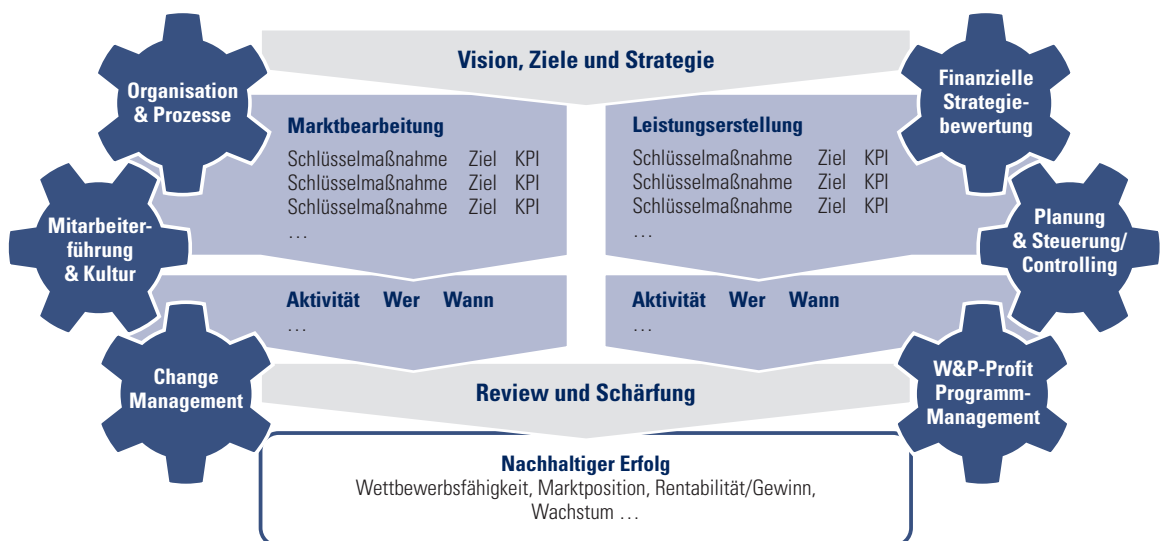 Vision, Ziele und Strategie
Organisation
& Prozesse
Finanzielle
Strategie-
bewertung
Marktbearbeitung
Schlüsselmaßnahme Ziel KPI
Schlüsselmaßnahme Ziel KPI
Schlüsselmaßnahme Ziel KPI
…
Leistungserstellung
Schlüsselmaßnahme Ziel KPI
Schlüsselmaßnahme Ziel KPI
Schlüsselmaßnahme Ziel KPI
…
Mitarbeiter-
führung
& Kultur
Planung
& Steuerung/
Controlling
Aktivität Wer Wann
…
Aktivität Wer Wann
…
Change
Management
W&P-Profit
Programm-
Management
Review und Schärfung
Nachhaltiger Erfolg
Wettbewerbsfähigkeit, Marktposition, Rentabilität/Gewinn,
Wachstum …